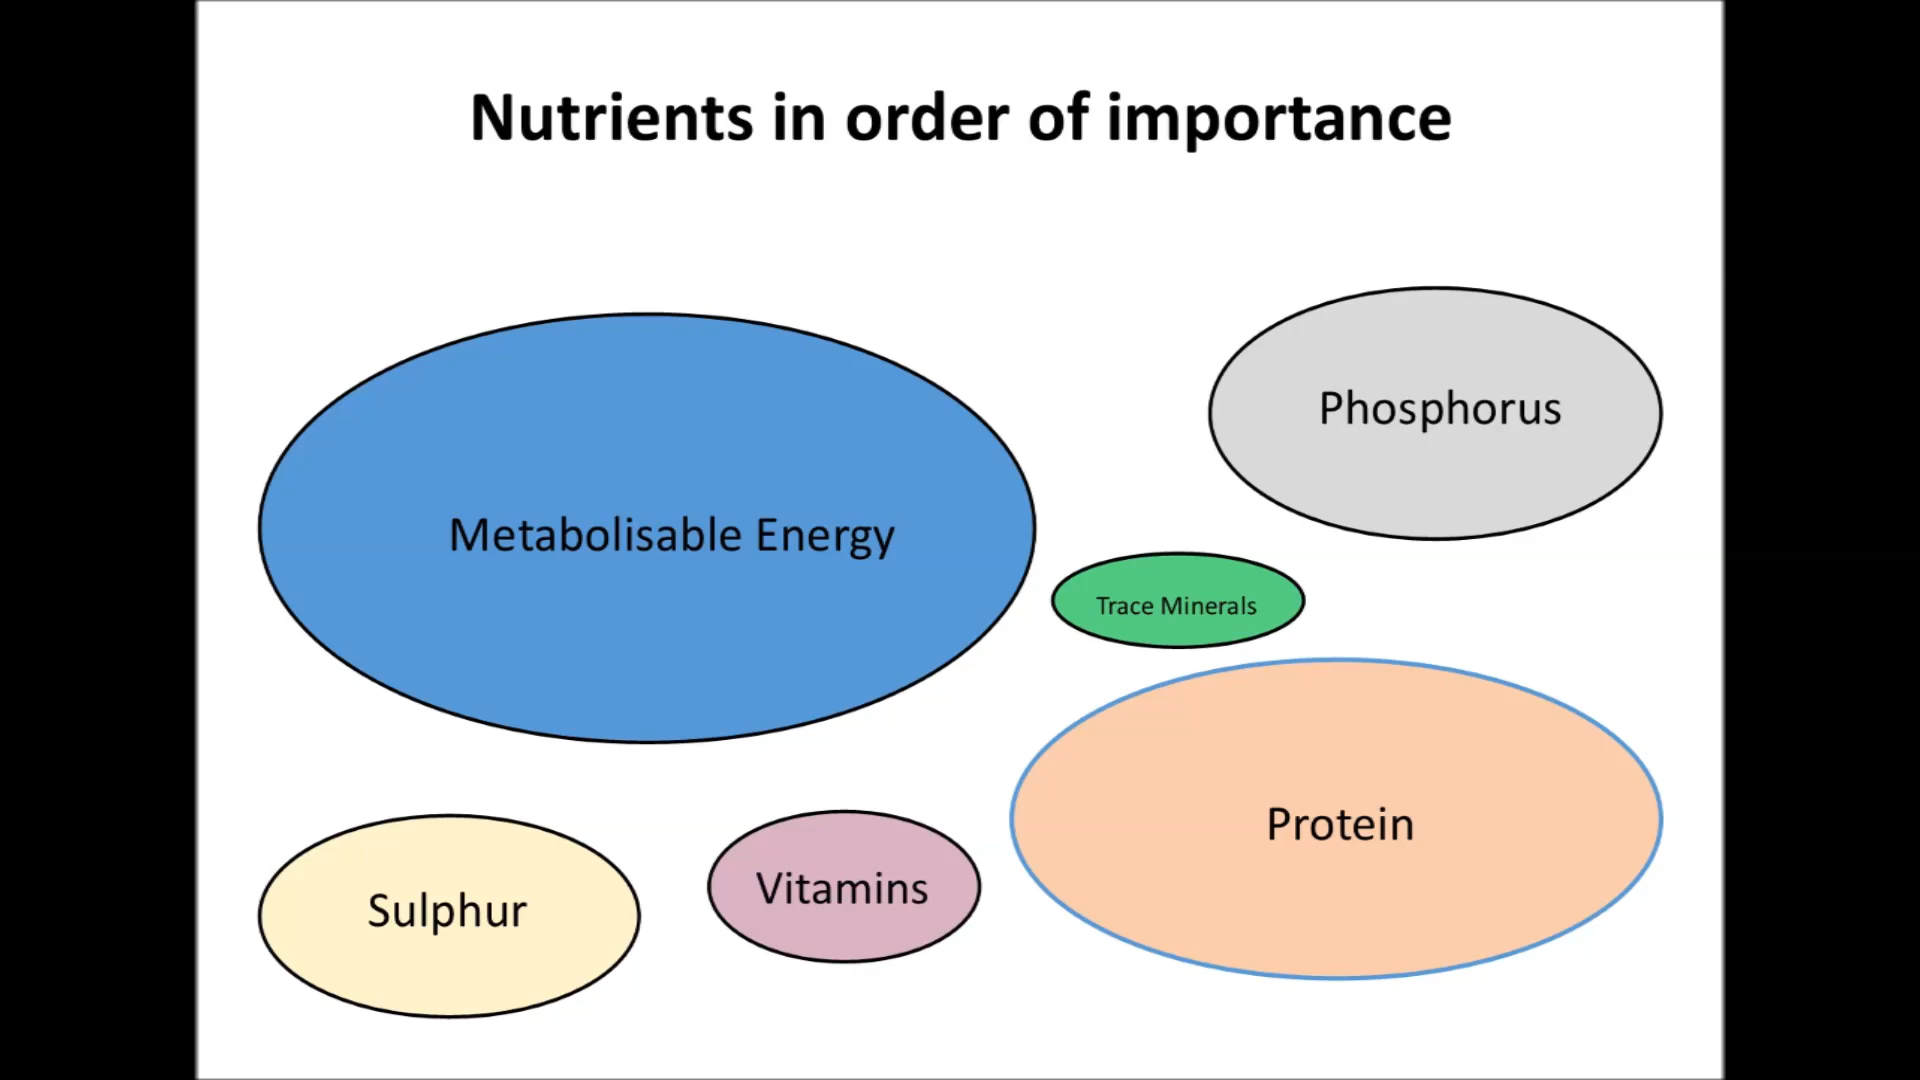 Nutrients in order of importance
Phosphorus
Metabolisable Energy
Trace Minerals
Protein
Vitamins
Sulphur